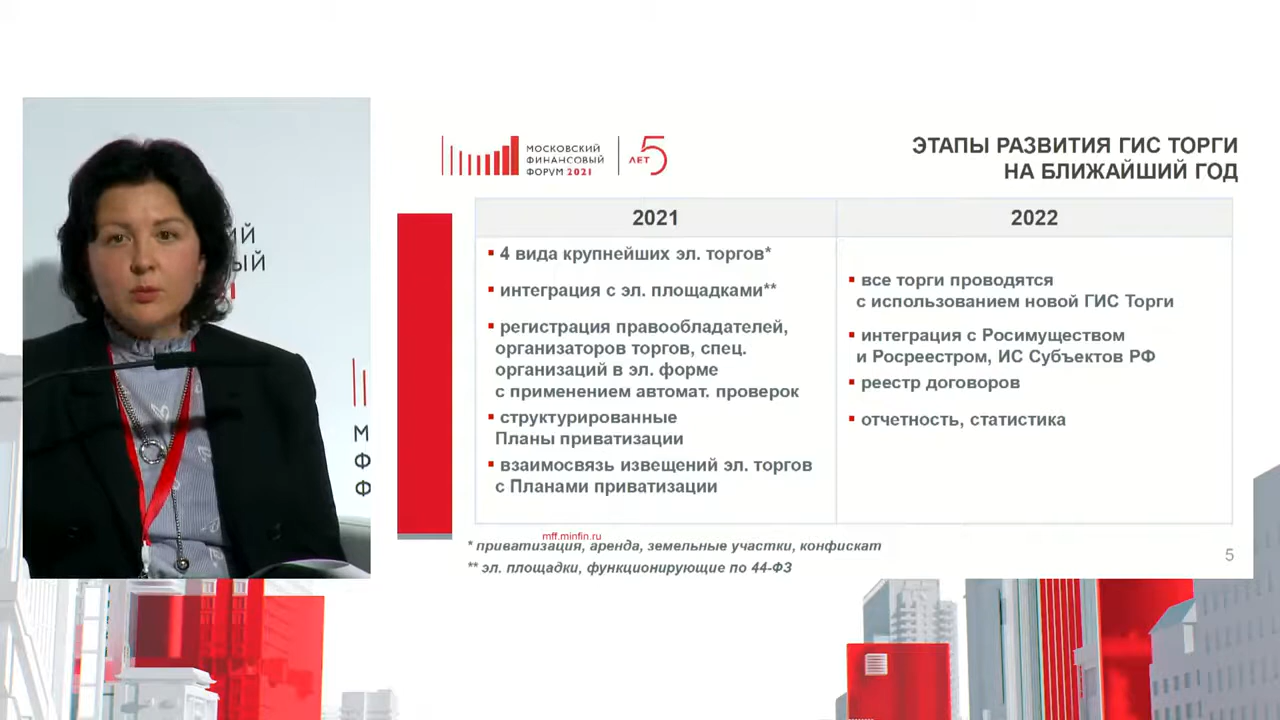 МОСКОВСКИЙ
ФИНАНСОВЫЙ
ФОРУМ 2021
5 ЛЕТ
ЭТАПЫ РАЗВИТИЯ ГИС ТОРГИ
НА БЛИЖАЙШИЙ ГОД
2021
▪ 4 вида крупнейших эл. торгов*
▪ интеграция с эл. площадками**
▪ регистрация правообладателей,
организаторов торгов, спец.
организаций в эл. форме
с применением автомат. проверок
▪ структурированные
Планы приватизации
▪ взаимосвязь извещений эл. торгов
с Планами приватизации
2022
▪ все торги проводятся
с использованием новой ГИС Торги
▪ интеграция с Росимуществом
и Росреестром, ИС Субъектов РФ
▪ реестр договоров
▪ отчетность, статистика
mff.minfin.ru
* приватизация, аренда, земельные участки, конфискат
** эл. площадки, функционирующие по 44-ФЗ
5